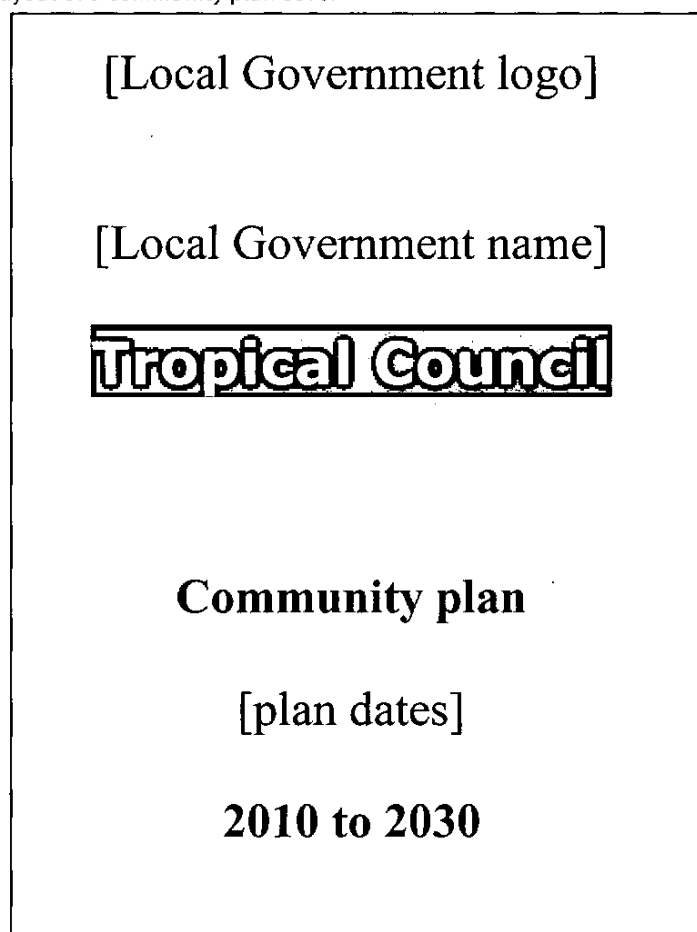 [Local Government logo]
[Local Government name]
Tropical Council
Community plan
[plan dates]
2010 to 2030